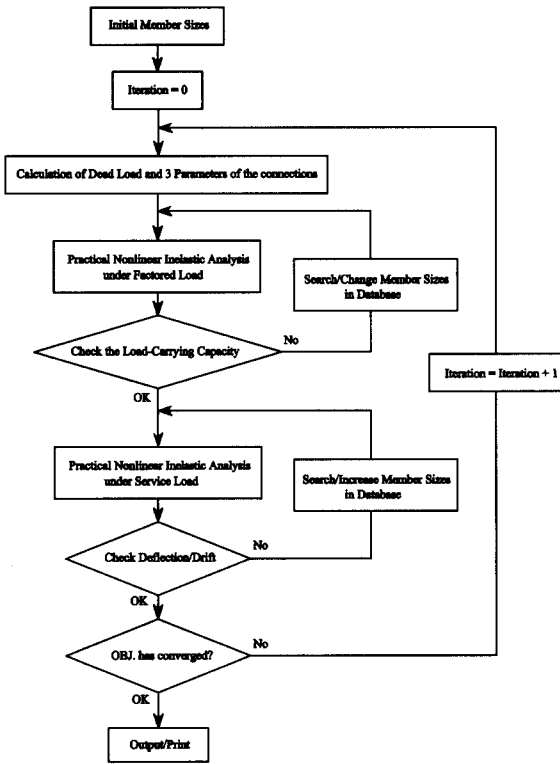 Initial Member Sizes
Iteration = 0
Calculation of Dead Load and 3 Parameters of the connections
Practical Nonlinear Inelastic Analysis
under Factored Load
Search/Change Member Sizes
in Database
No
Check the Load-Carrying Capacity
Iteration = Iteration + 1
OK
Practical Nonlinear Inelastic Analysis
under Service Load
Search/Increase Member Sizes
in Database
No
Check Deflection/Drift
OK
No
OBJ. has converged?
OK
Output/Print